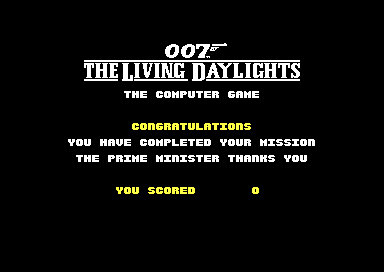 007
THE LIVING DAYLIGHTS
THE COMPUTER GAME
CONGRATULATIONS
YOU HAVE COMPLETED YOUR MISSION
THE PRIME MINISTER THANKS YOU
YOU SCORED 0